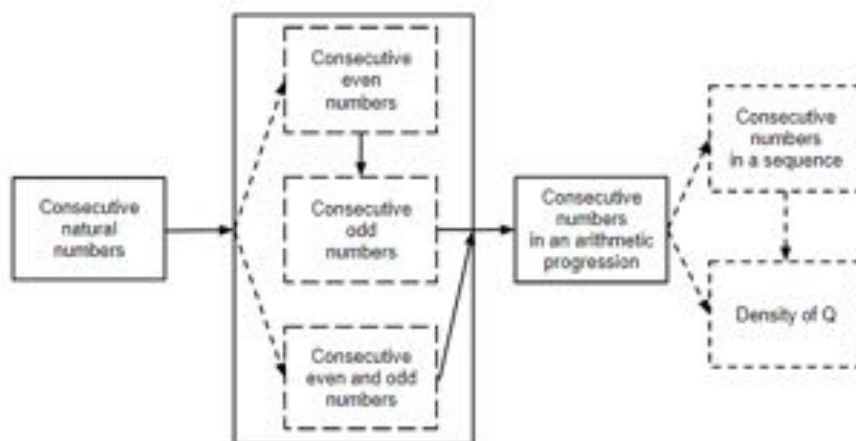 Consecutive
natural
numbers
Consecutive
even
numbers
Consecutive
odd
numbers
Consecutive
even and odd
numbers
Consecutive
numbers
in an arithmetic
progression
Consecutive
numbers
in a sequence
Density of Q